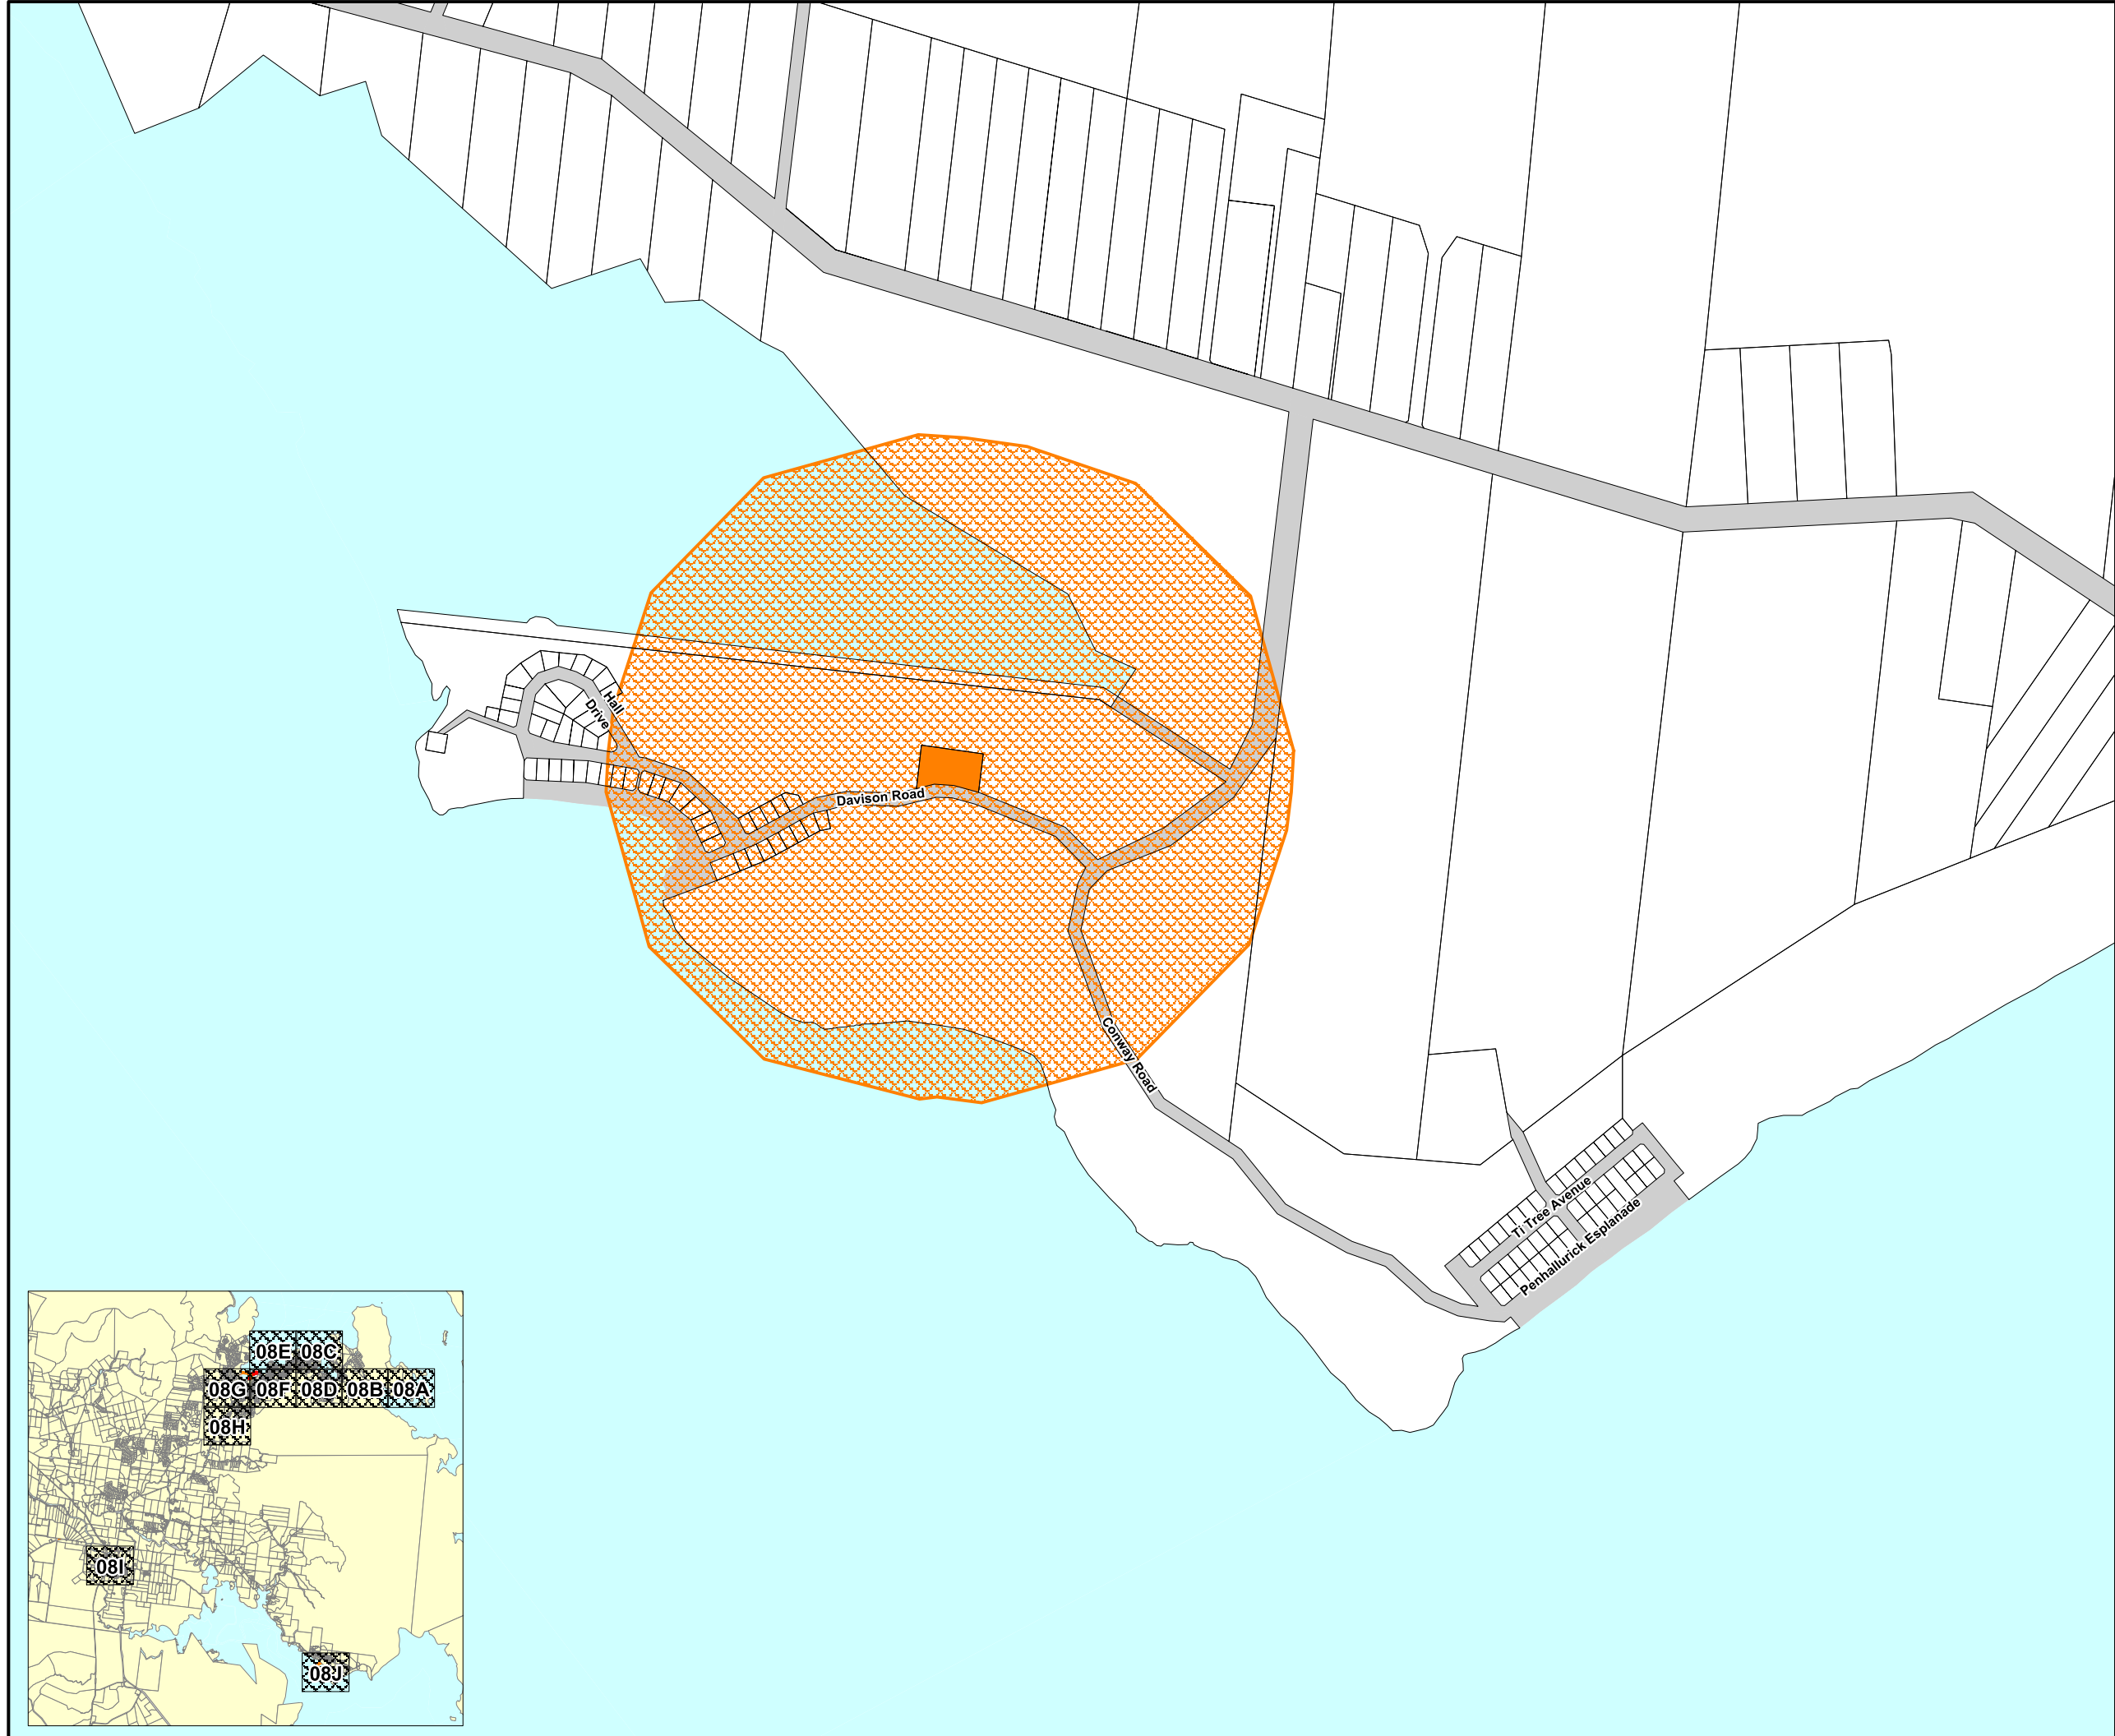 Hall
Drive
Davison Road
Conway Road
Ti Tree Avenue
Penhallurick Esplanade
08E 08C
08G 08F 08D 08B 08A
08H
08I
08J